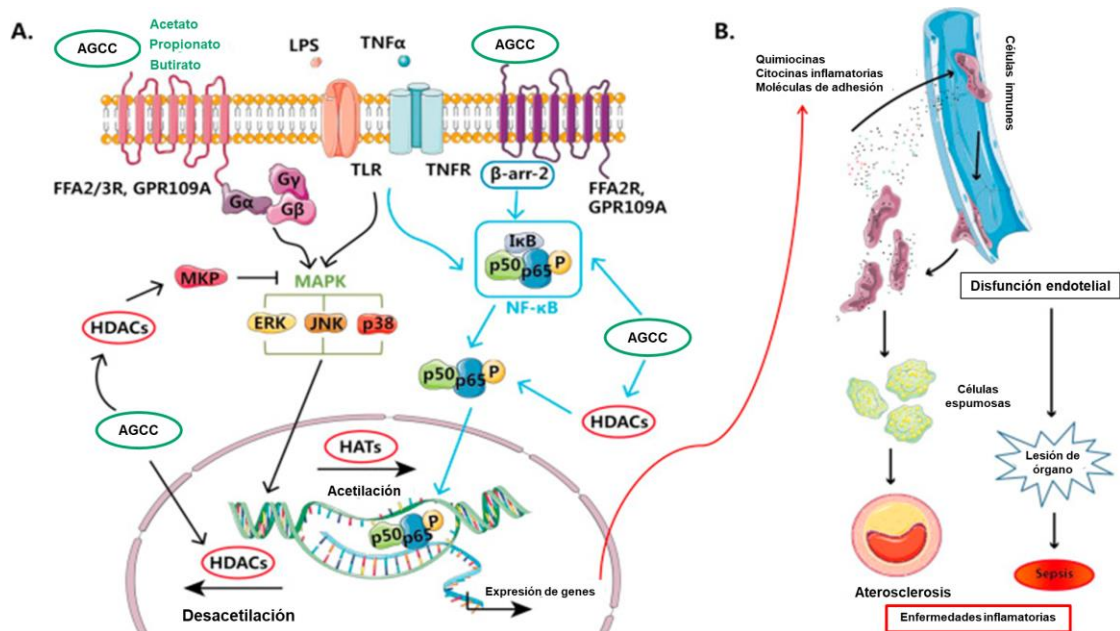 A.
AGCC
Acetato
Propionato
Butirato
LPS
TNFα
AGCC
FFA2/3R, GPR109A
Gα
Gγ
Gβ
TLR
TNFR
β-arr-2
FFA2R,
GPR109A
IκB
p50
p65
P
NF-κB
MKP
MAPK
HDACs
ERK
JNK
p38
AGCC
p50
p65
P
HDACs
AGCC
HATs
Acetilación
p50
p65
P
HDACs
Desacetilación
Expresión de genes
B.
Quimiocinas
Citocinas inflamatorias
Moléculas de adhesión
Células inmunes
Disfunción endotelial
Células
espumosas
Lesión de
órgano
Aterosclerosis
Sepsis
Enfermedades inflamatorias